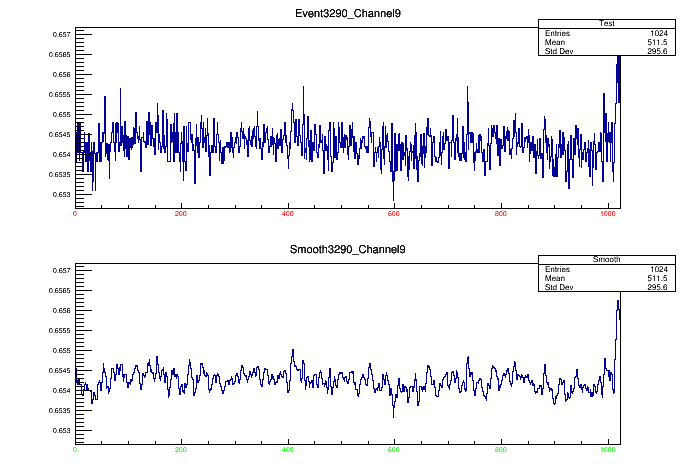 Event3290_Channel9
Test
Entries 1024
Mean 511.5
Std Dev 295.6
0.657
0.6565
0.656
0.6555
0.655
0.6545
0.654
0.6535
0.653
0 200 400 600 800 1000
Smooth3290_Channel9
Smooth
Entries 1024
Mean 511.5
Std Dev 295.6
0.657
0.6565
0.656
0.6555
0.655
0.6545
0.654
0.6535
0.653
0 200 400 600 800 1000